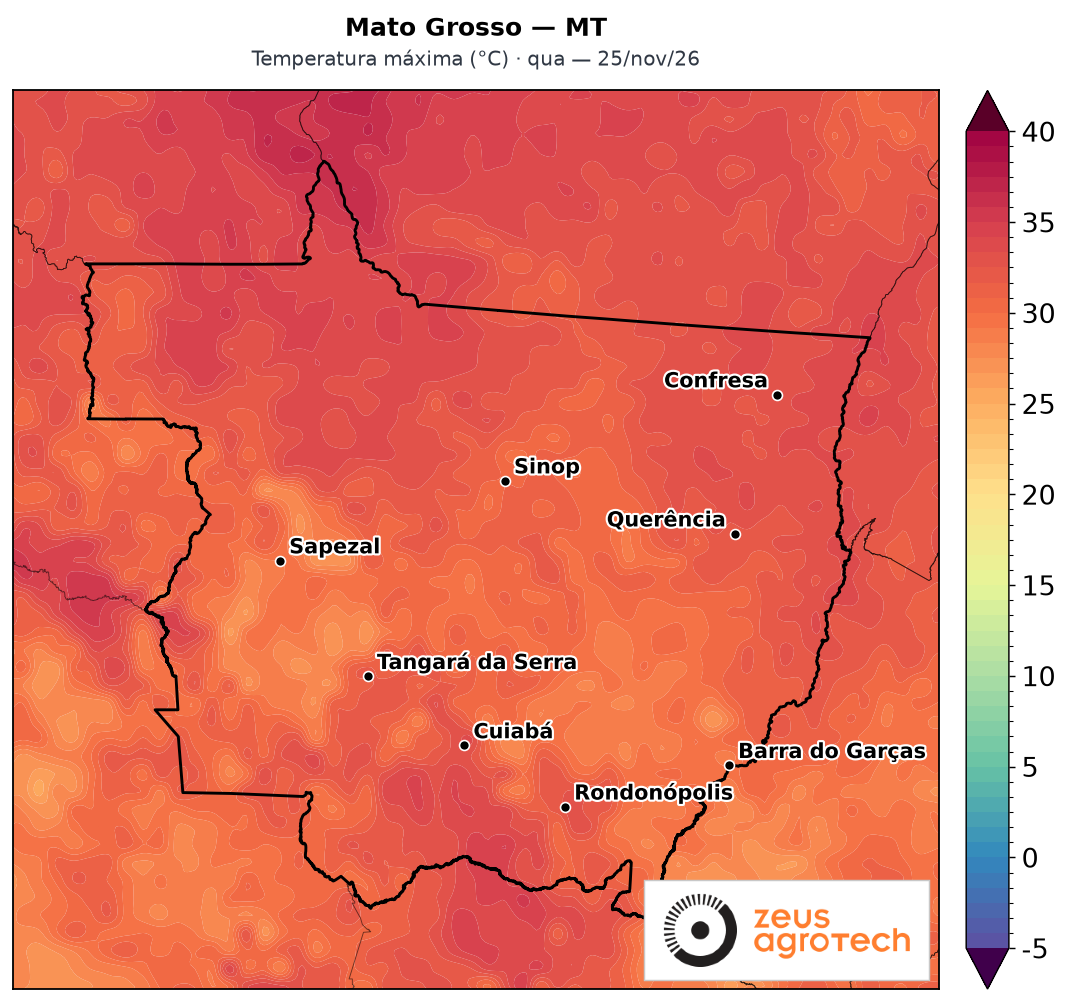 Mato Grosso — MT
Temperatura máxima (°C) · qua — 25/nov/26
40
35
30
25
20
15
10
5
0
-5
Confresa
Sinop
Querência
Sapezal
Tangará da Serra
Cuiabá
Barra do Garças
Rondonópolis
zeus
agrotech